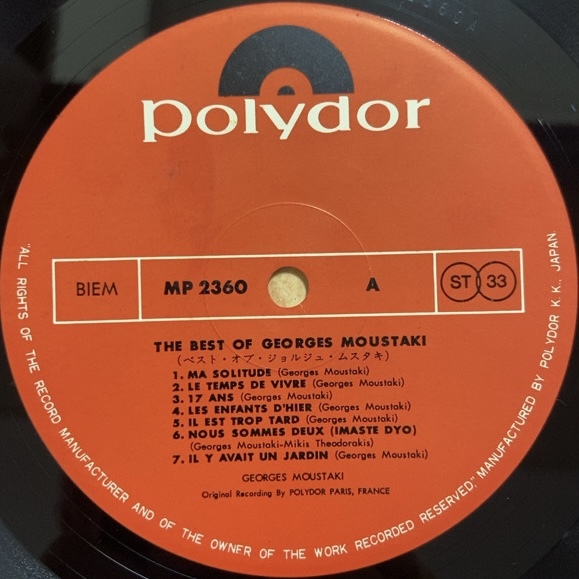 polydor
BIEM
MP 2360
A
ST 33
THE BEST OF GEORGES MOUSTAKI
(ベスト・オブ・ジョルジュ・ムスタキ)
1. MA SOLITUDE (Georges Moustaki)
2. LE TEMPS DE VIVRE (Georges Moustaki)
3. 17 ANS (Georges Moustaki)
4. LES ENFANTS D'HIER (Georges Moustaki)
5. IL EST TROP TARD (Georges Moustaki)
6. NOUS SOMMES DEUX (IMASTE DYO)
(Georges Moustaki-Mikis Theodorakis)
7. IL Y AVAIT UN JARDIN (Georges Moustaki)
GEORGES MOUSTAKI
Original Recording By POLYDOR PARIS, FRANCE
"ALL RIGHTS OF THE RECORD MANUFACTURER AND OF THE OWNER OF THE WORK RECORDED RESERVED," MANUFACTURED BY POLYDOR K. K., JAPAN